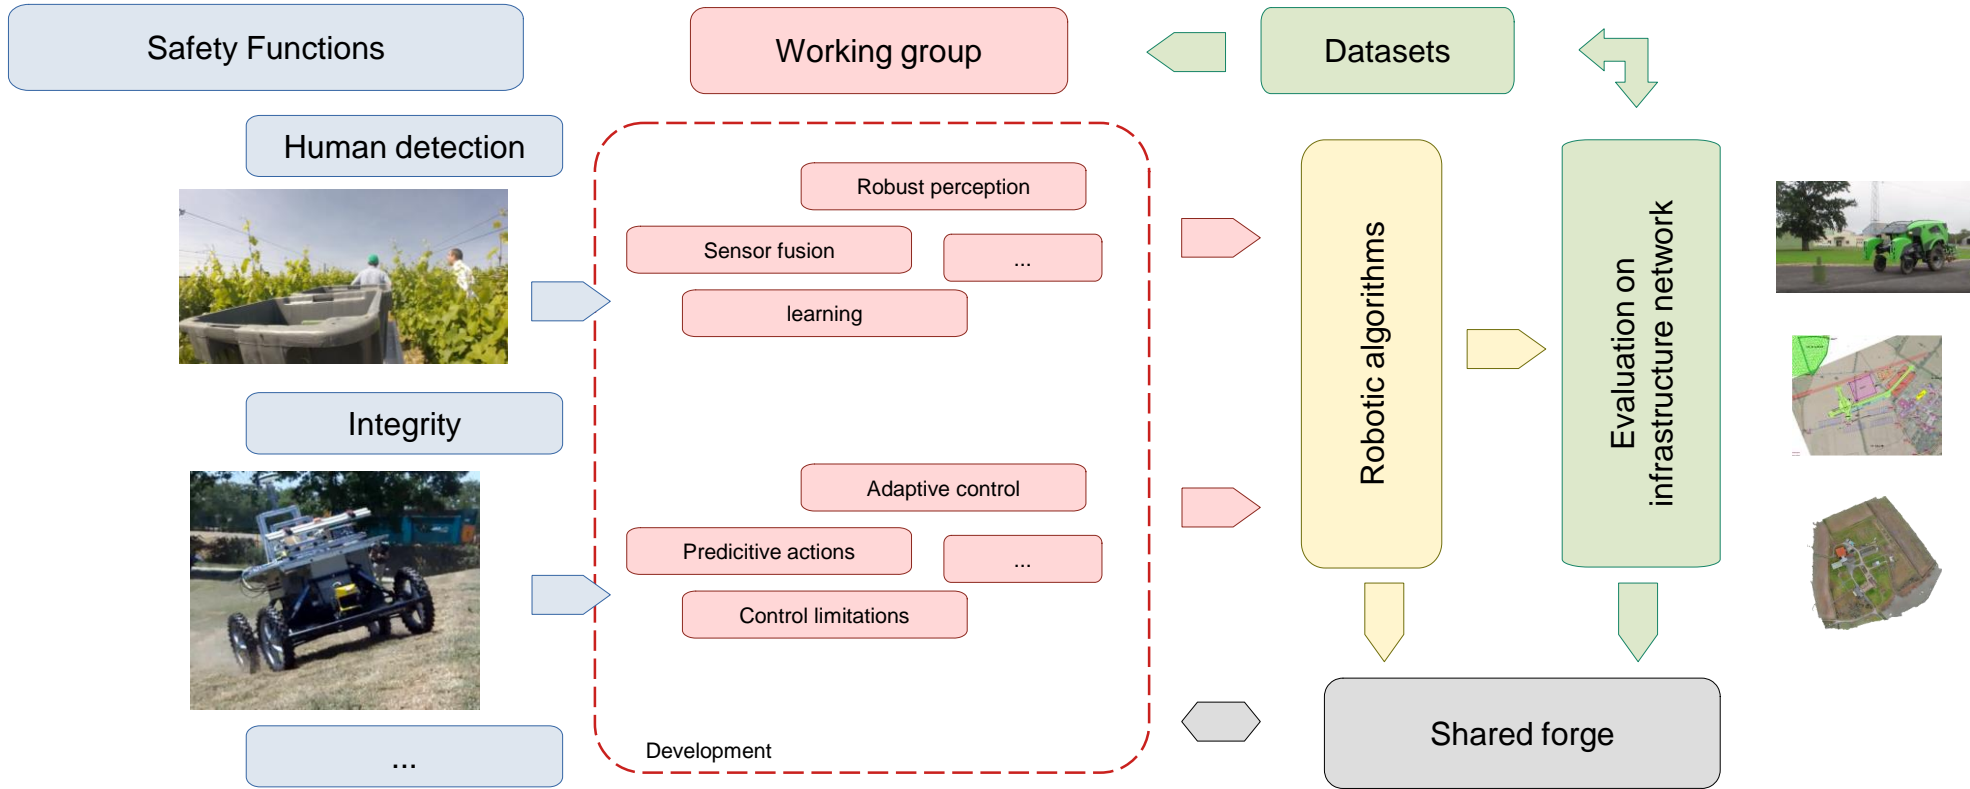 Safety Functions
Working group
Datasets
Human detection
Robust perception
Sensor fusion
...
learning
Integrity
Adaptive control
Predicitive actions
...
Control limitations
...
Development
Robotic algorithms
Evaluation on
infrastructure network
Shared forge